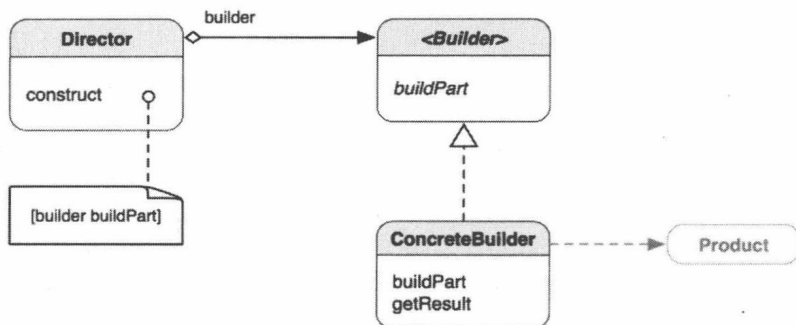 builder
Director
<Builder>
construct
buildPart
[builder buildPart]
ConcreteBuilder
Product
buildPart
getResult